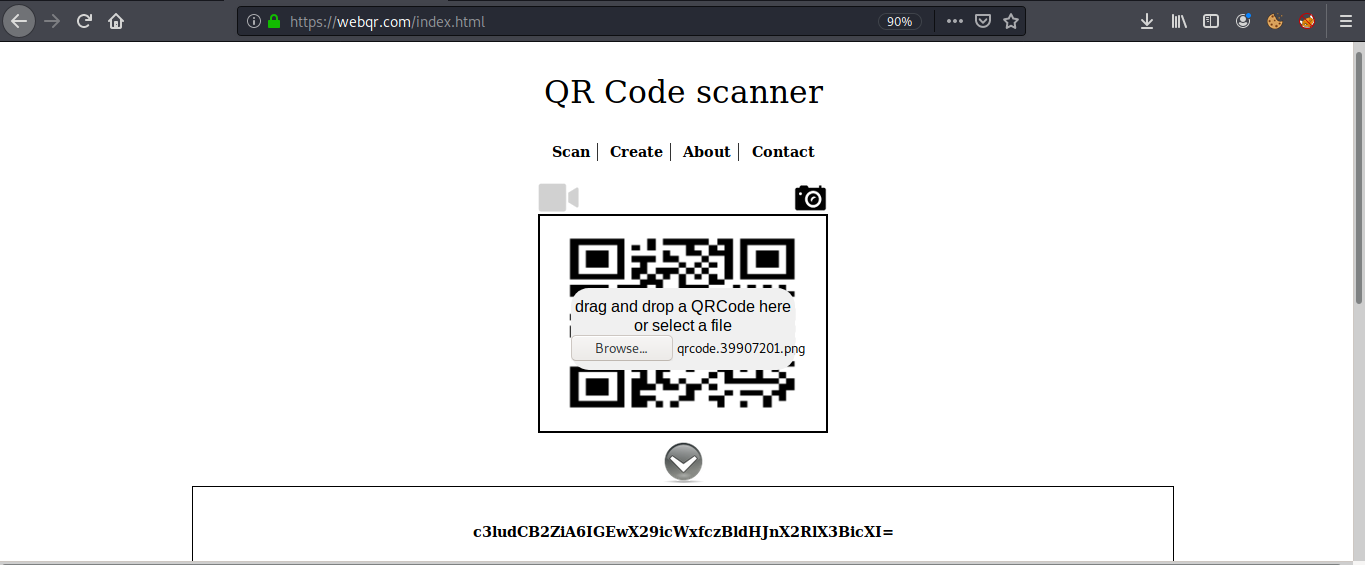 https://webqr.com/index.html
90%
QR Code scanner
Scan
Create
About
Contact
drag and drop a QRCode here
or select a file
Browse...
qrcode.39907201.png
c3ludCB2ZiA6IGEwX29icWxfczBldHJnX2RlX3BicXI=